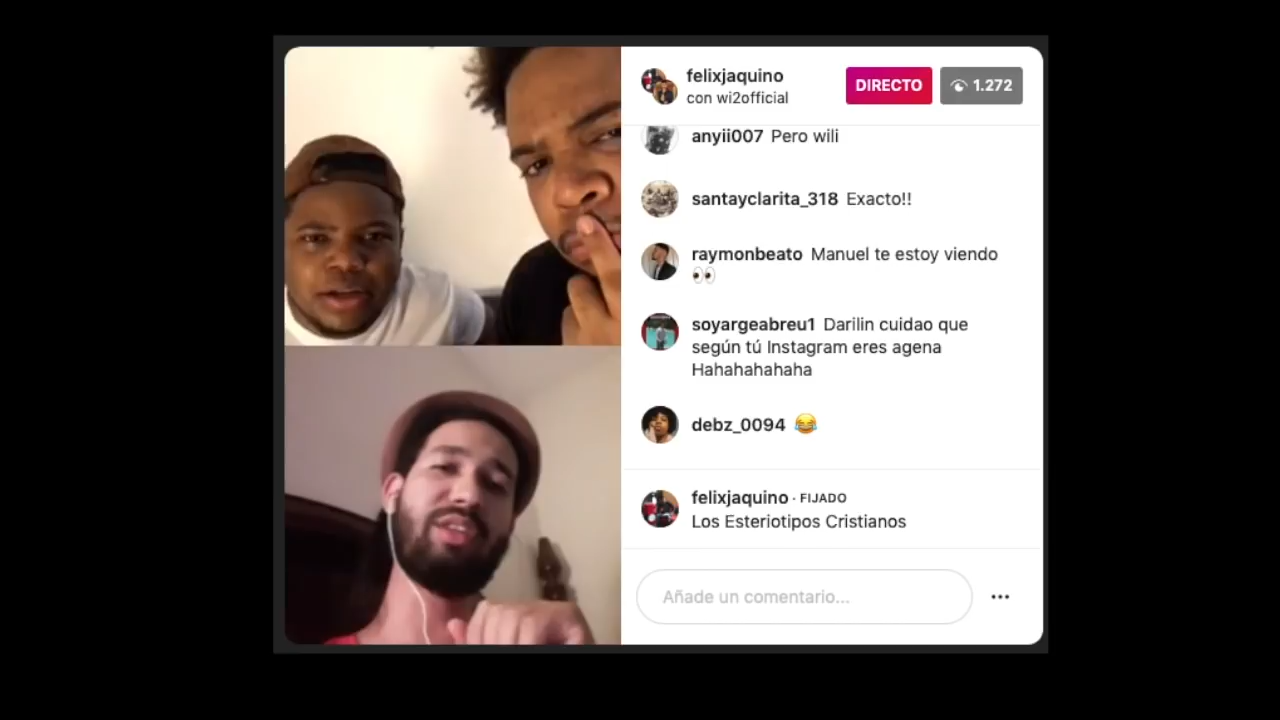 felixjaquino
con wi2official
DIRECTO
1.272
anyii007 Pero wili
santayclarita_318 Exacto!!
raymonbeato Manuel te estoy viendo
👀
soyargeabreu1 Darilin cuidao que
según tú Instagram eres agena
Hahahahahaha
debz_0094 😂
felixjaquino · FIJADO
Los Esteriotipos Cristianos
Añade un comentario...